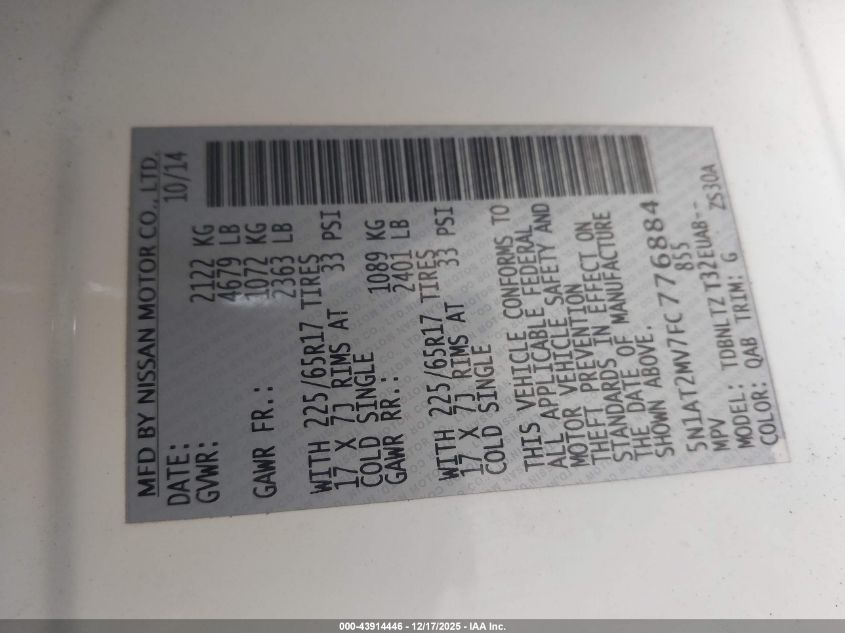 MFD BY NISSAN MOTOR CO., LTD.
DATE: 10/14
GVWR: 2122 KG
4679 LB
GAWR FR.: 1072 KG
2363 LB
WITH 225/65R17 TIRES
17 X 7J RIMS AT 33 PSI
COLD SINGLE
GAWR RR.: 1089 KG
2401 LB
WITH 225/65R17 TIRES
17 X 7J RIMS AT 33 PSI
COLD SINGLE
THIS VEHICLE CONFORMS TO
ALL APPLICABLE FEDERAL
MOTOR VEHICLE SAFETY AND
THEFT PREVENTION
STANDARDS IN EFFECT ON
THE DATE OF MANUFACTURE
SHOWN ABOVE.
5N1AT2MV7FC776884
MPV 855
MODEL: TDBNLTZ T32EUAB-- ZS30A
COLOR: QAB TRIM: G
000-43914446 - 12/17/2025 - IAA Inc.